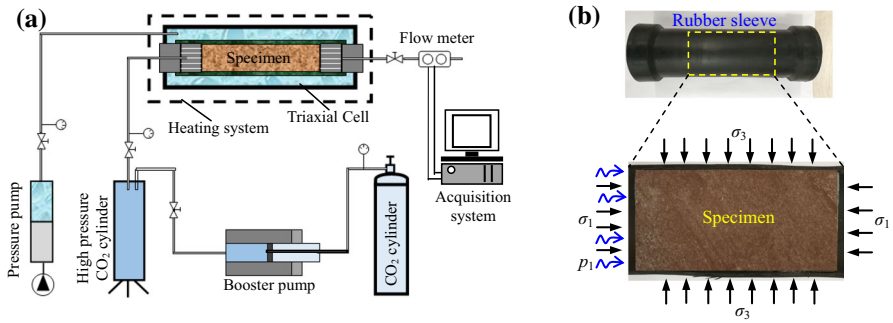 (a)
Specimen
Flow meter
Heating system
Triaxial Cell
Pressure pump
High pressure
CO₂ cylinder
Booster pump
CO₂ cylinder
Acquisition
system
(b)
Rubber sleeve
σ₃
Specimen
σ₁
σ₁
p₁
σ₃